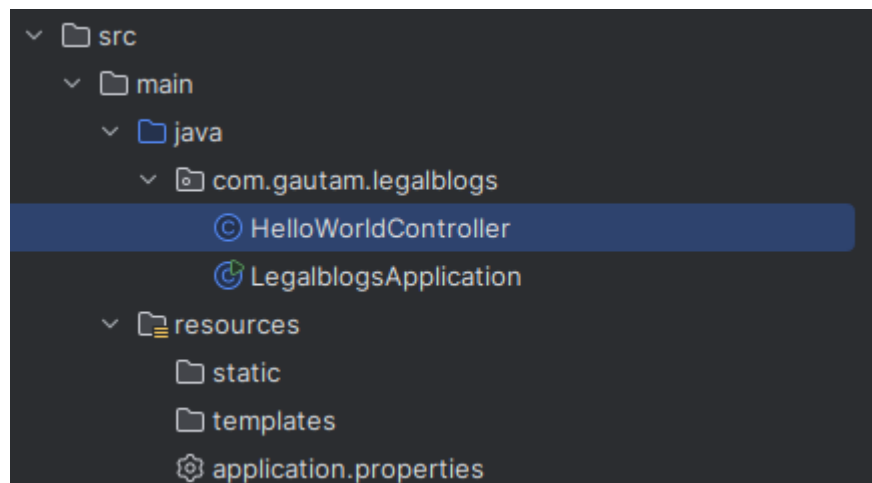 src
main
java
com.gautam.legalblogs
HelloWorldController
LegalblogsApplication
resources
static
templates
application.properties